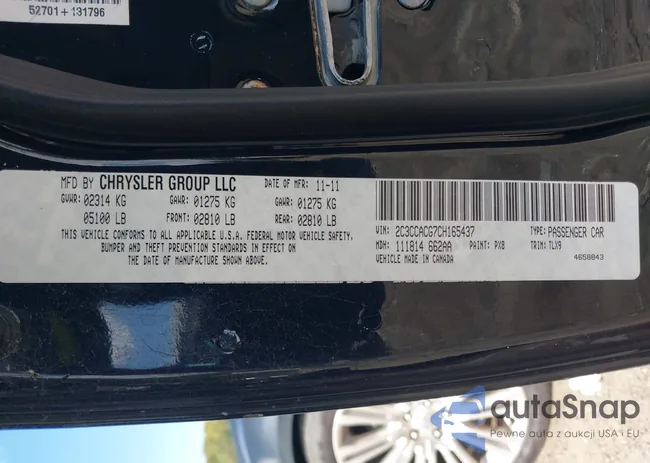 52701+131796
MFD BY CHRYSLER GROUP LLC DATE OF MFR: 11-11
GVWR: 02314 KG GAWR: 01275 KG GAWR: 01275 KG
05100 LB FRONT: 02810 LB REAR: 02810 LB
THIS VEHICLE CONFORMS TO ALL APPLICABLE U.S.A. FEDERAL MOTOR VEHICLE SAFETY,
BUMPER AND THEFT PREVENTION STANDARDS IN EFFECT ON
THE DATE OF MANUFACTURE SHOWN ABOVE.
VIN: 2C3CCACG7CH165437 TYPE: PASSENGER CAR
MDH: 111814 662AA PAINT: PX8 TRIM: TLX9
VEHICLE MADE IN CANADA 4658843
autoSnap
Pewne auta z aukcji USA i EU